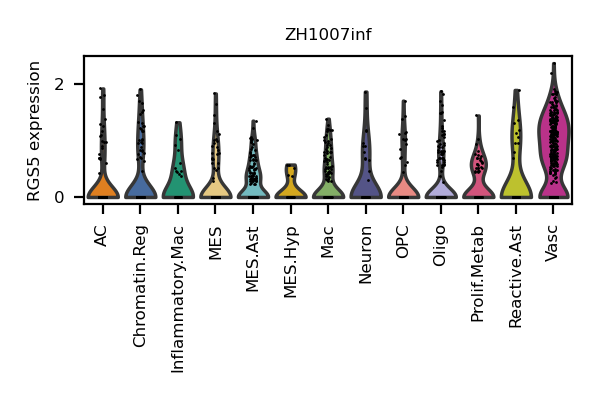 ZH1007inf
RGS5 expression
2
0
AC
Chromatin.Reg
Inflammatory.Mac
MES
MES.Ast
MES.Hyp
Mac
Neuron
OPC
Oligo
Prolif.Metab
Reactive.Ast
Vasc